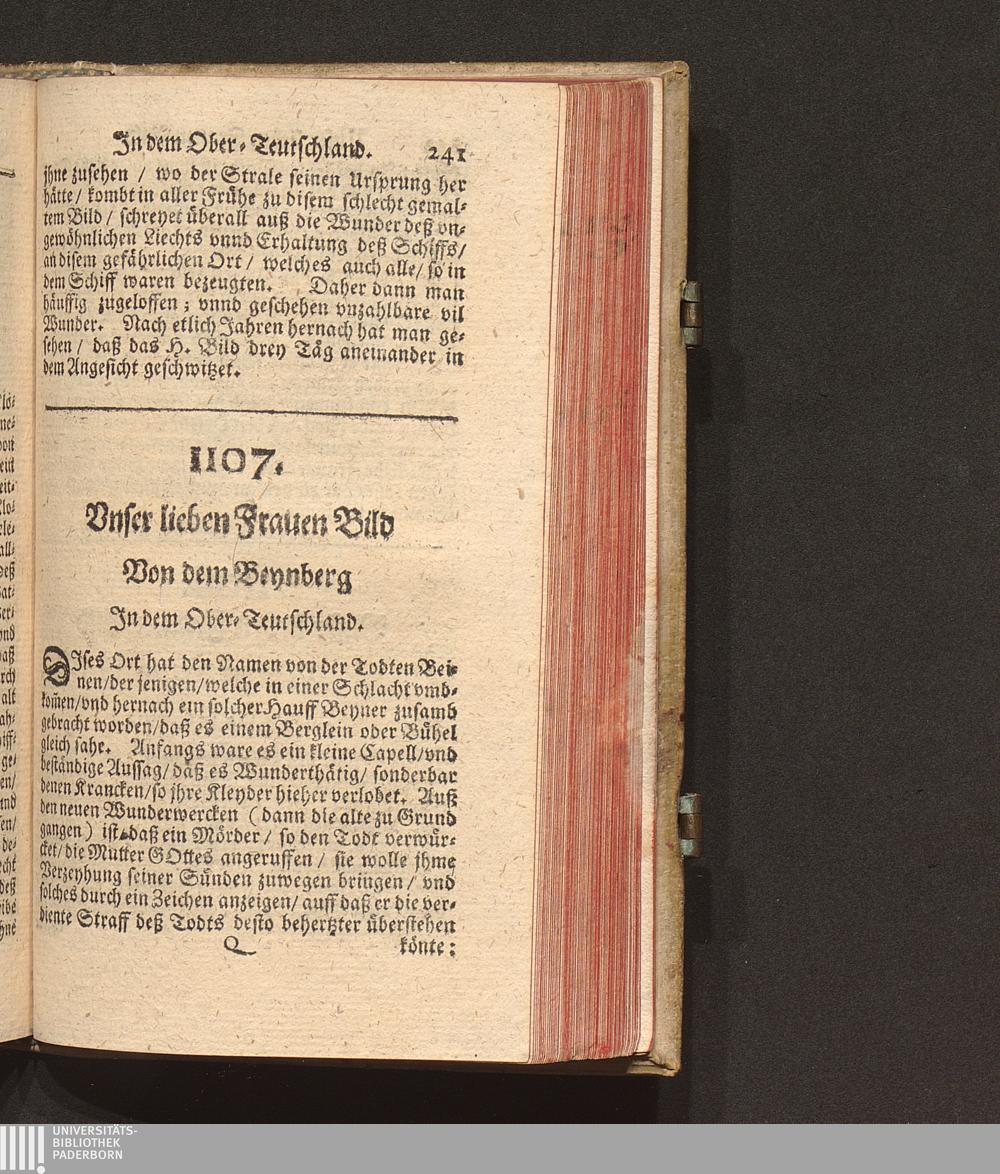 In dem Ober-Teutschland. 241
jhne zusehen / wo der Strale seinen Ursprung her
hätte / kombt in aller Frühe zu disem schlecht gemal-
tem Bild / schreyet überall auß die Wunder deß vn-
gewöhnlichen Liechts vnnd Erhaltung deß Schiffs /
an disem gefährlichen Ort / welches auch alle / so in
dem Schiff waren bezeugten. Daher dann man
häuffig zugeloffen ; vnnd geschehen vnzahlbare vil
Wunder. Nach etlich Jahren hernach hat man ge-
sehen / daß das H. Bild drey Täg aneinander in
dem Angesicht geschwitzet.
1107.
Vnser lieben Frauen Bild
Von dem Beynberg
In dem Ober-Teutschland.
DIses Ort hat den Namen von der Todten Bei-
nen / der jenigen / welche in einer Schlacht vmb-
kom̃en / vnd hernach ein solcher Hauff Beyner zusamb
gebracht worden / daß es einem Berglein oder Bühel
gleich sahe. Anfangs ware es ein kleine Capell / vnd
beständige Aussag / daß es Wunderthätig / sonderbar
denen Krancken / so jhre Kleyder hieher verlobet. Auß
den neuen Wunderwercken ( dann die alte zu Grund
gangen ) ist / daß ein Mörder / so den Todt verwür-
cket / die Mutter GOttes angeruffen / sie wolle jhme
Verzeyhung seiner Sünden zuwegen bringen / vnd
solches durch ein Zeichen anzeigen / auff daß er die ver-
diente Straff deß Todts desto behertzter überstehen
Q könte :
UNIVERSITÄTS-
BIBLIOTHEK
PADERBORN